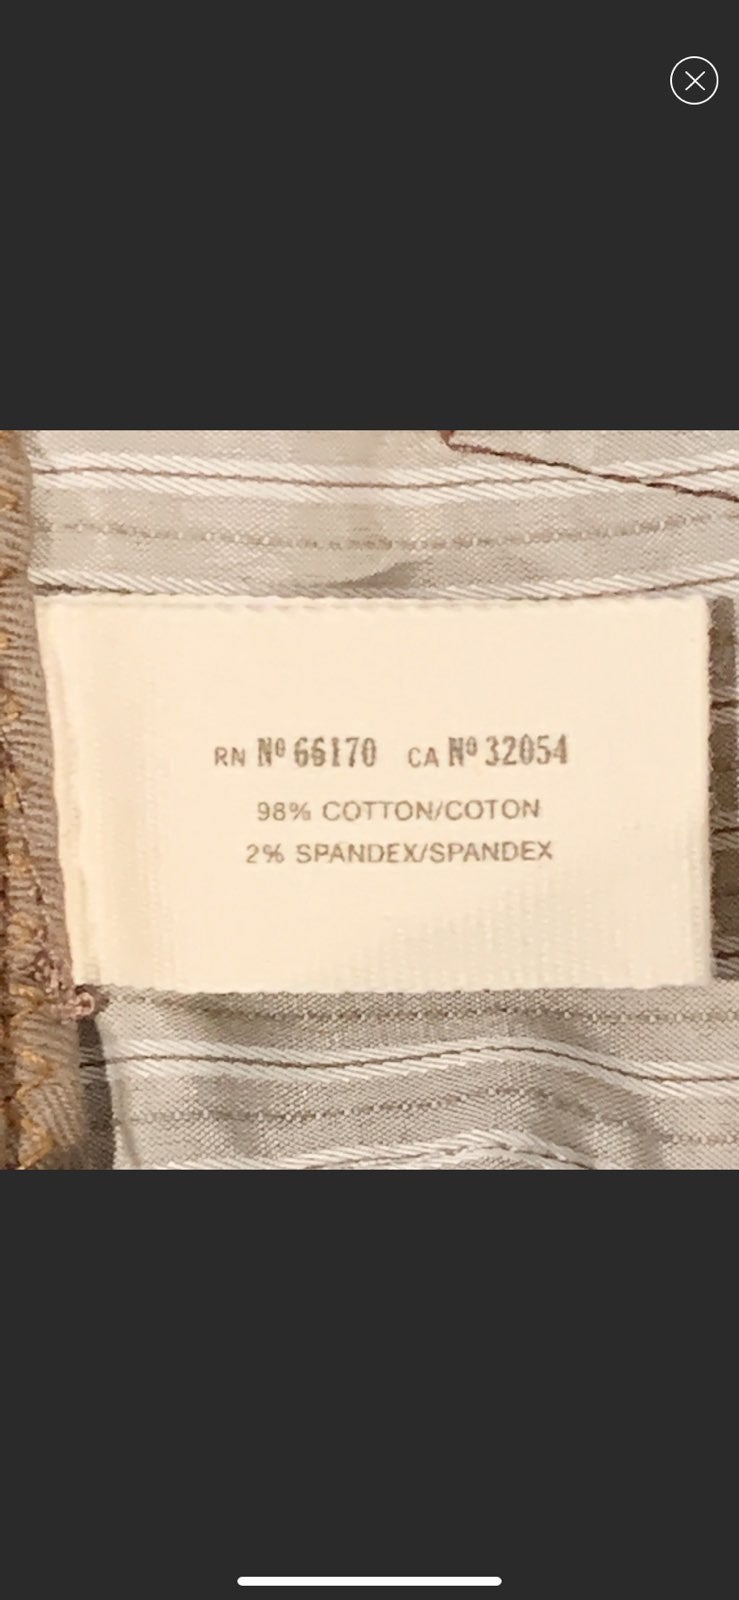 RN Nº 66170 CA Nº 32054
98% COTTON/COTON
2% SPANDEX/SPANDEX